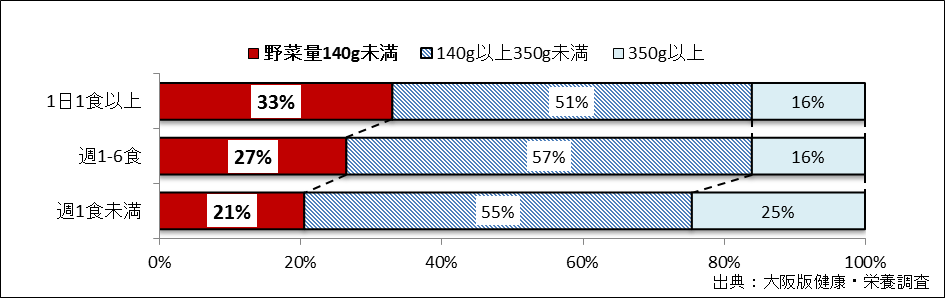 野菜量140g未満 140g以上350g未満 350g以上
1日1食以上 33% 51% 16%
週1-6食 27% 57% 16%
週1食未満 21% 55% 25%
0% 20% 40% 60% 80% 100%
出典：大阪版健康・栄養調査